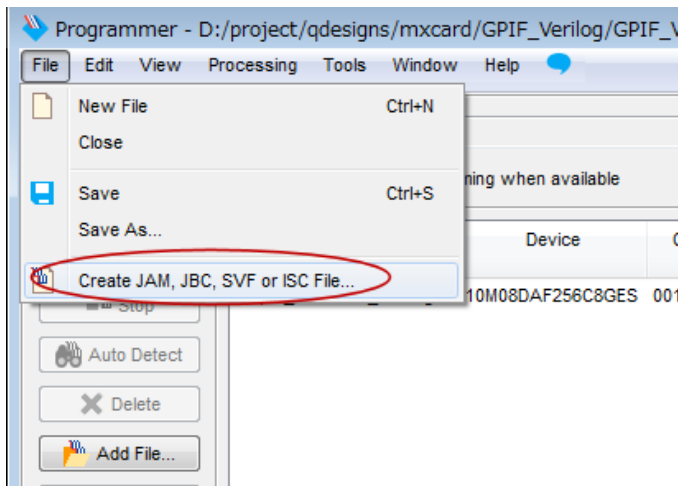 Programmer - D:/project/qdesigns/mxcard/GPIF_Verilog/GPIF_V
File Edit View Processing Tools Window Help
New File Ctrl+N
Close
ming when available
Save Ctrl+S
Save As...
Device
Create JAM, JBC, SVF or ISC File...
10M08DAF256C8GES 001
Stop
Auto Detect
Delete
Add File...